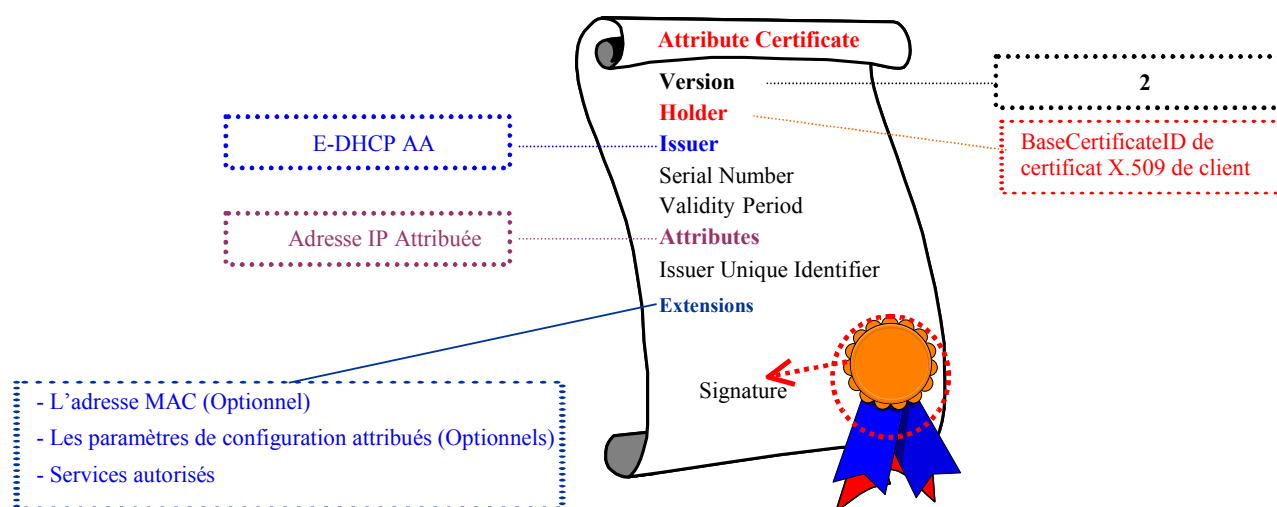 Attribute Certificate
Version
2
Holder
BaseCertificateID de
certificat X.509 de client
E-DHCP AA
Issuer
Serial Number
Validity Period
Adresse IP Attribuée
Attributes
Issuer Unique Identifier
Extensions
Signature
- L’adresse MAC (Optionnel)
- Les paramètres de configuration attribués (Optionnels)
- Services autorisés